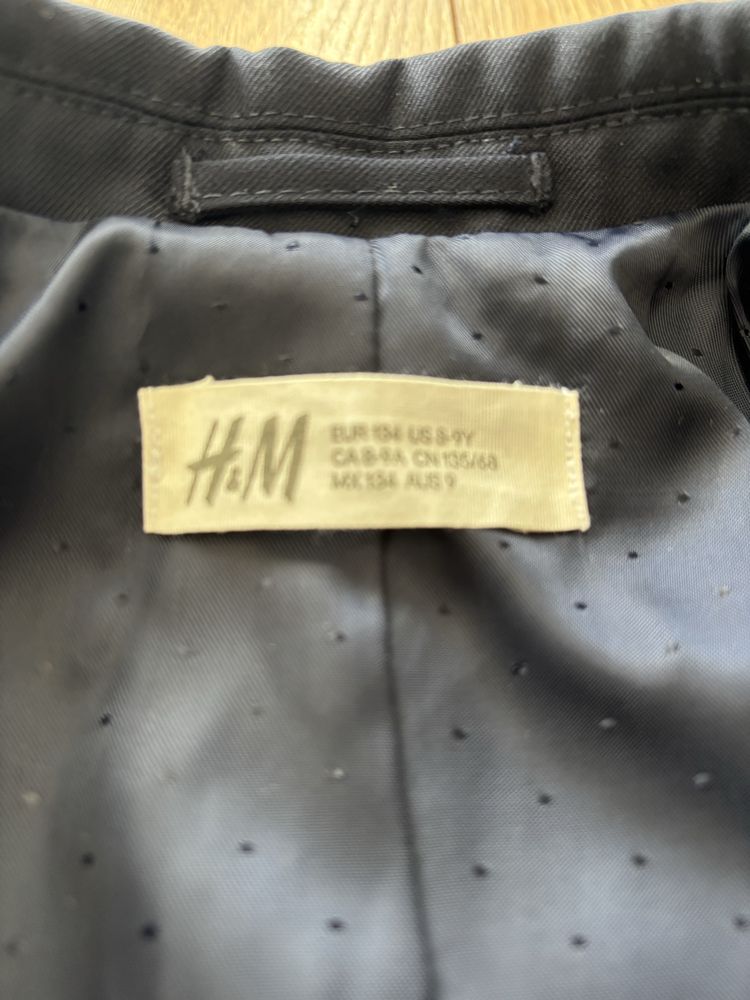 H&M
EUR 134 US 8-9Y
CA 8-9A CN 135/68
MX 134 AUS 9